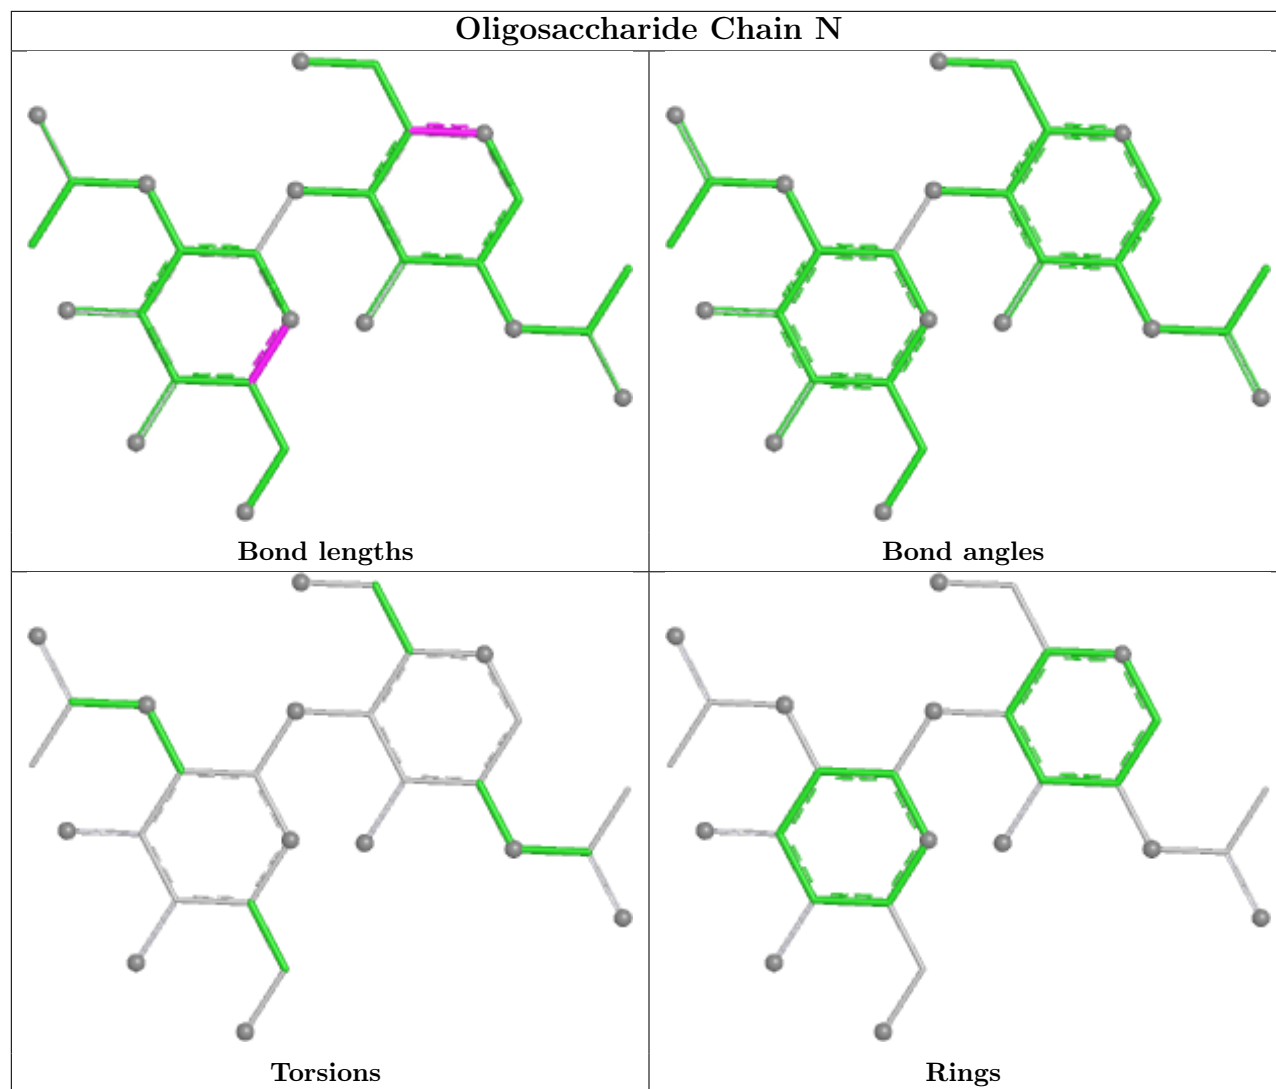 Oligosaccharide Chain N
Bond lengths
Bond angles
Torsions
Rings